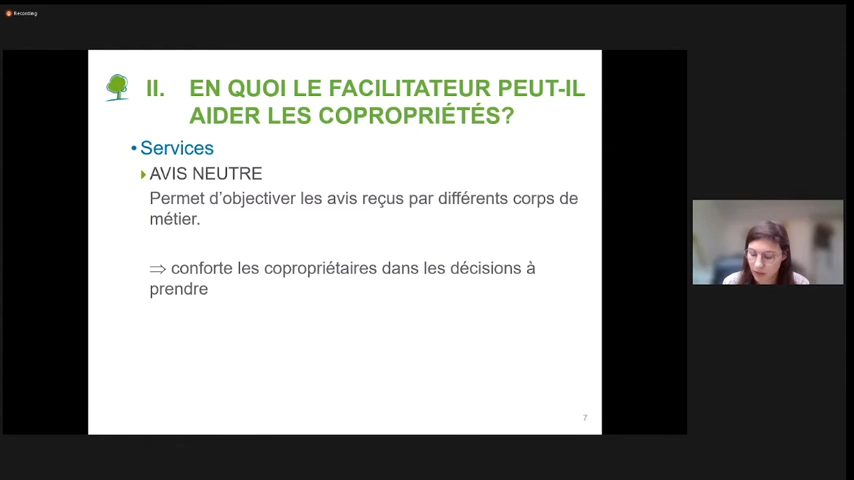 Recording
II. EN QUOI LE FACILITATEUR PEUT-IL
AIDER LES COPROPRIÉTÉS?
• Services
AVIS NEUTRE
Permet d'objectiver les avis reçus par différents corps de
métier.
⇒ conforte les copropriétaires dans les décisions à
prendre
7